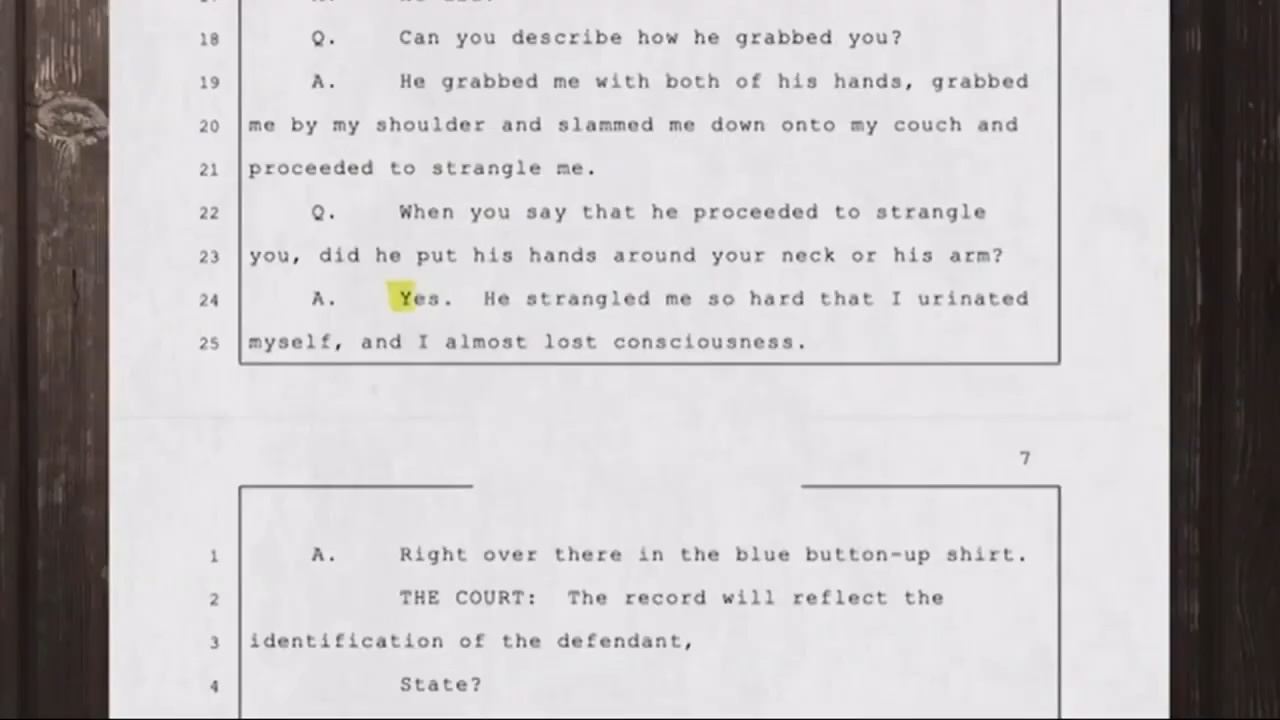 18 Q. Can you describe how he grabbed you?
19 A. He grabbed me with both of his hands, grabbed
20 me by my shoulder and slammed me down onto my couch and
21 proceeded to strangle me.
22 Q. When you say that he proceeded to strangle
23 you, did he put his hands around your neck or his arm?
24 A. Yes. He strangled me so hard that I urinated
25 myself, and I almost lost consciousness.
7
1 A. Right over there in the blue button-up shirt.
2 THE COURT: The record will reflect the
3 identification of the defendant,
4 State?